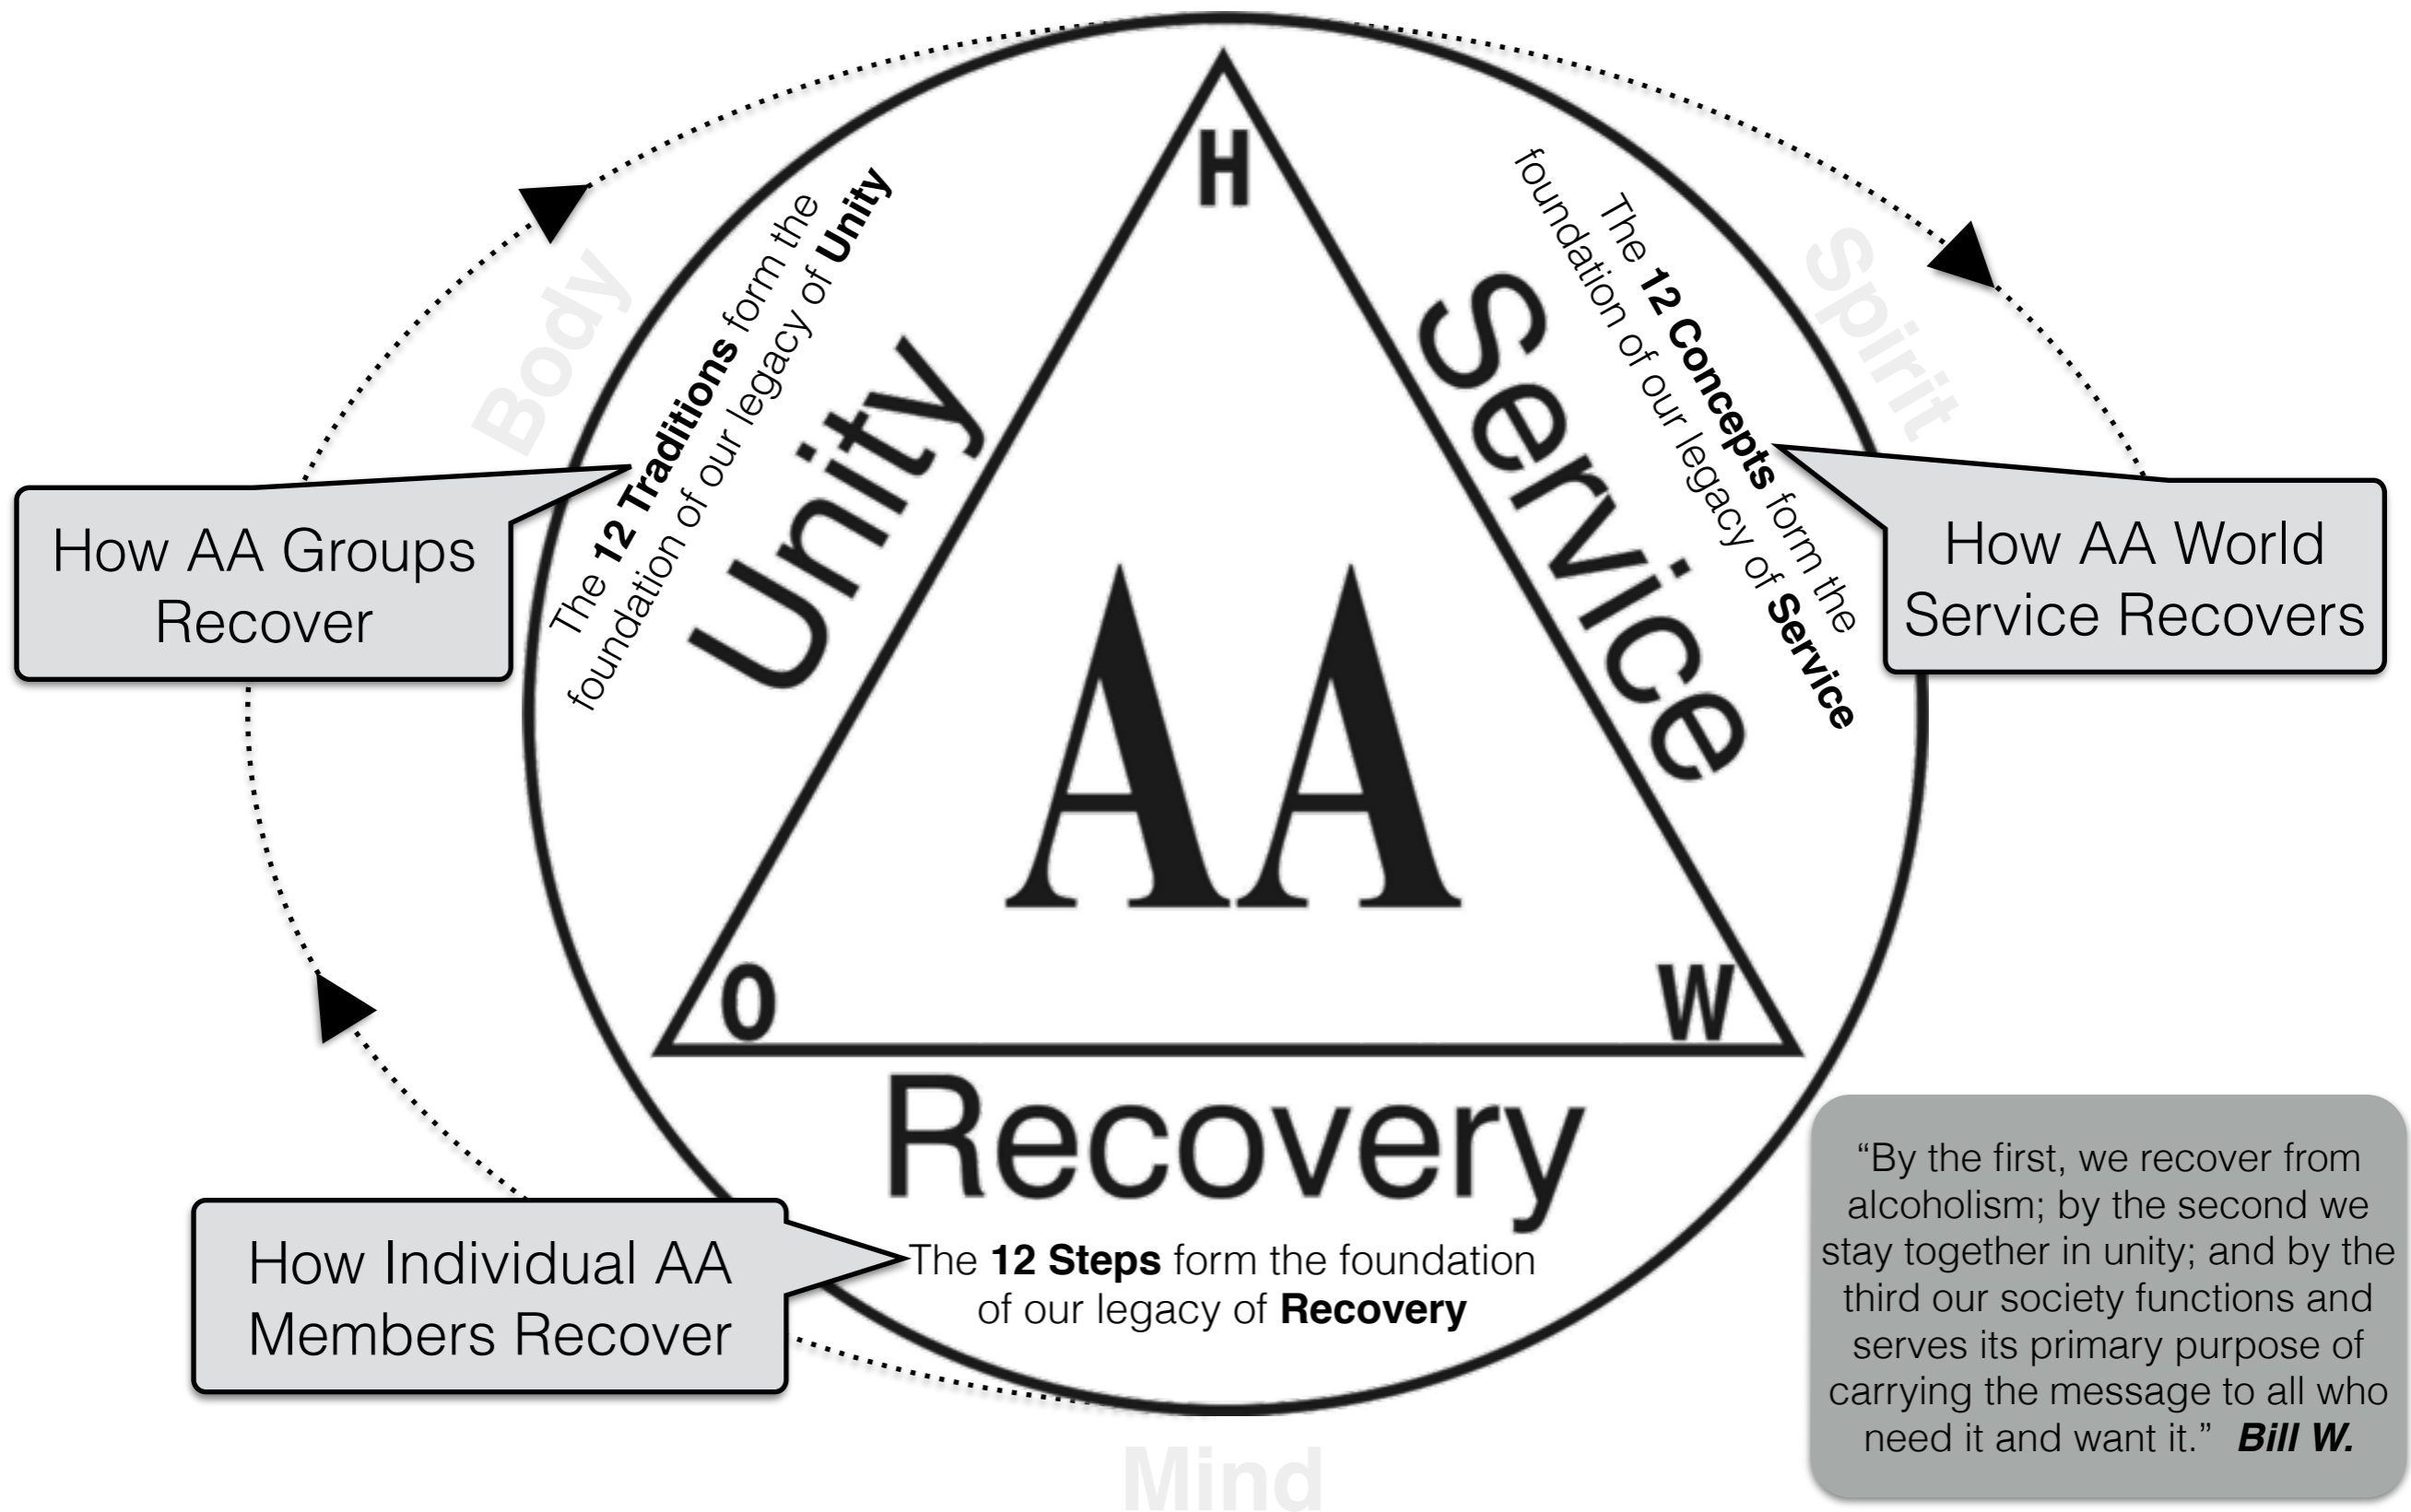 H
Body
Spirit
The 12 Traditions form the
foundation of our legacy of Unity
Unity
Service
The 12 Concepts form the
foundation of our legacy of Service
How AA Groups
Recover
How AA World
Service Recovers
AA
O
W
Recovery
The 12 Steps form the foundation
of our legacy of Recovery
How Individual AA
Members Recover
“By the first, we recover from
alcoholism; by the second we
stay together in unity; and by the
third our society functions and
serves its primary purpose of
carrying the message to all who
need it and want it.” Bill W.
Mind